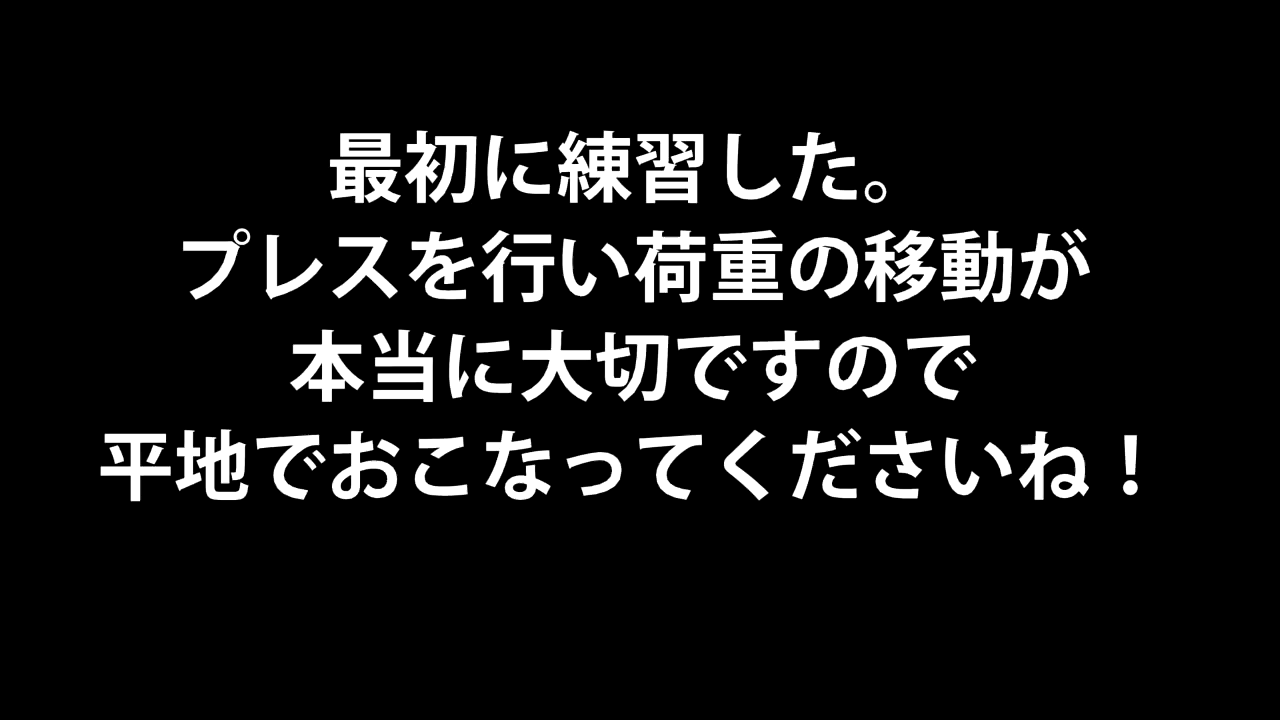 最初に練習した。
プレスを行い荷重の移動が
本当に大切ですので
平地でおこなってくださいね！